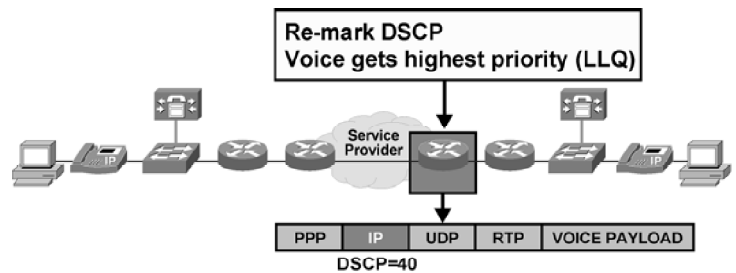 Re-mark DSCP
Voice gets highest priority (LLQ)
Service
Provider
IP
IP
PPP IP UDP RTP VOICE PAYLOAD
DSCP=40